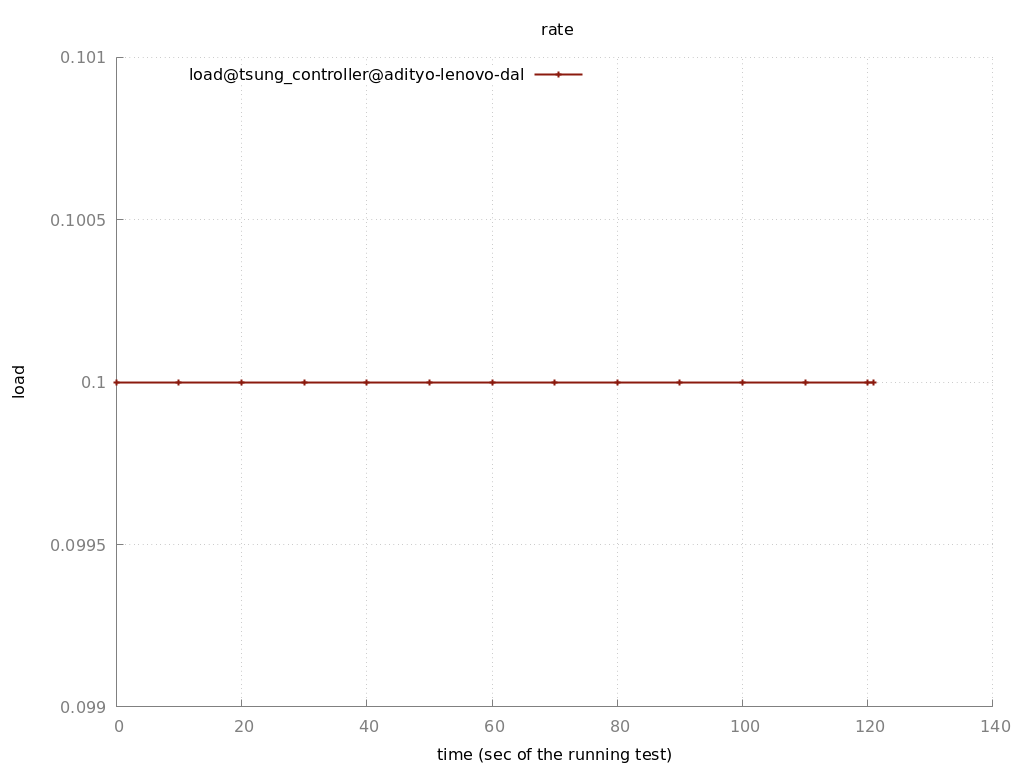 rate
load@tsung_controller@adityo-lenovo-dal
0.101
0.1005
0.1
0.0995
0.099
load
0 20 40 60 80 100 120 140
time (sec of the running test)